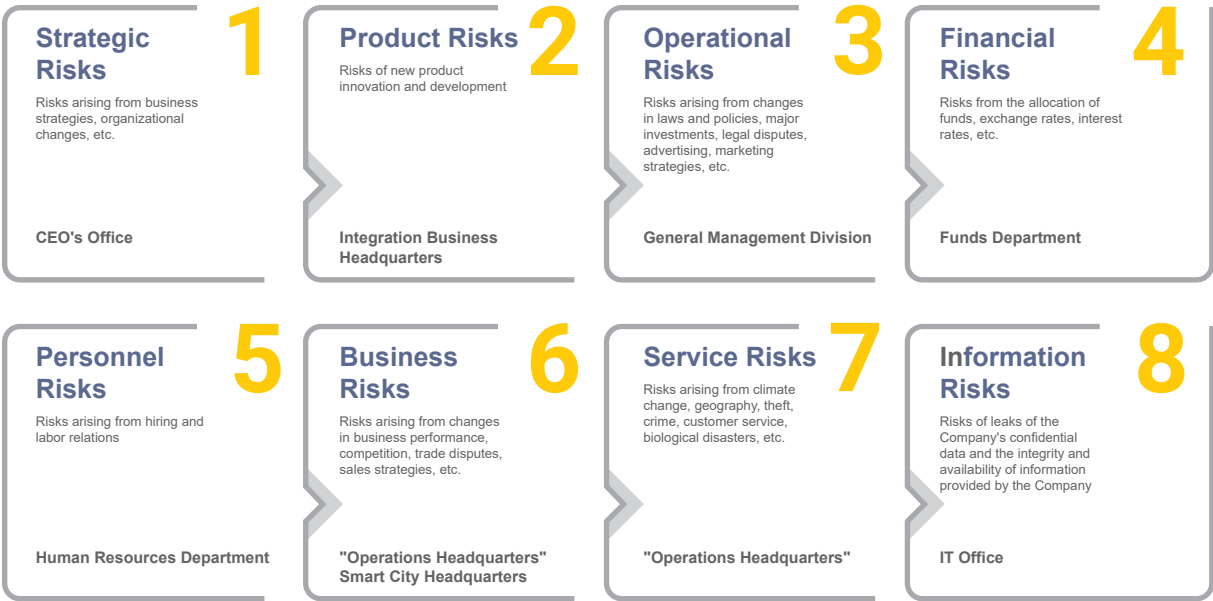 1
Strategic
Risks
Risks arising from business
strategies, organizational
changes, etc.
CEO's Office
2
Product Risks
Risks of new product
innovation and development
Integration Business
Headquarters
3
Operational
Risks
Risks arising from changes
in laws and policies, major
investments, legal disputes,
advertising, marketing
strategies, etc.
General Management Division
4
Financial
Risks
Risks from the allocation of
funds, exchange rates, interest
rates, etc.
Funds Department
5
Personnel
Risks
Risks arising from hiring and
labor relations
Human Resources Department
6
Business
Risks
Risks arising from changes
in business performance,
competition, trade disputes,
sales strategies, etc.
"Operations Headquarters"
Smart City Headquarters
7
Service Risks
Risks arising from climate
change, geography, theft,
crime, customer service,
biological disasters, etc.
"Operations Headquarters"
8
Information
Risks
Risks of leaks of the
Company's confidential
data and the integrity and
availability of information
provided by the Company
IT Office